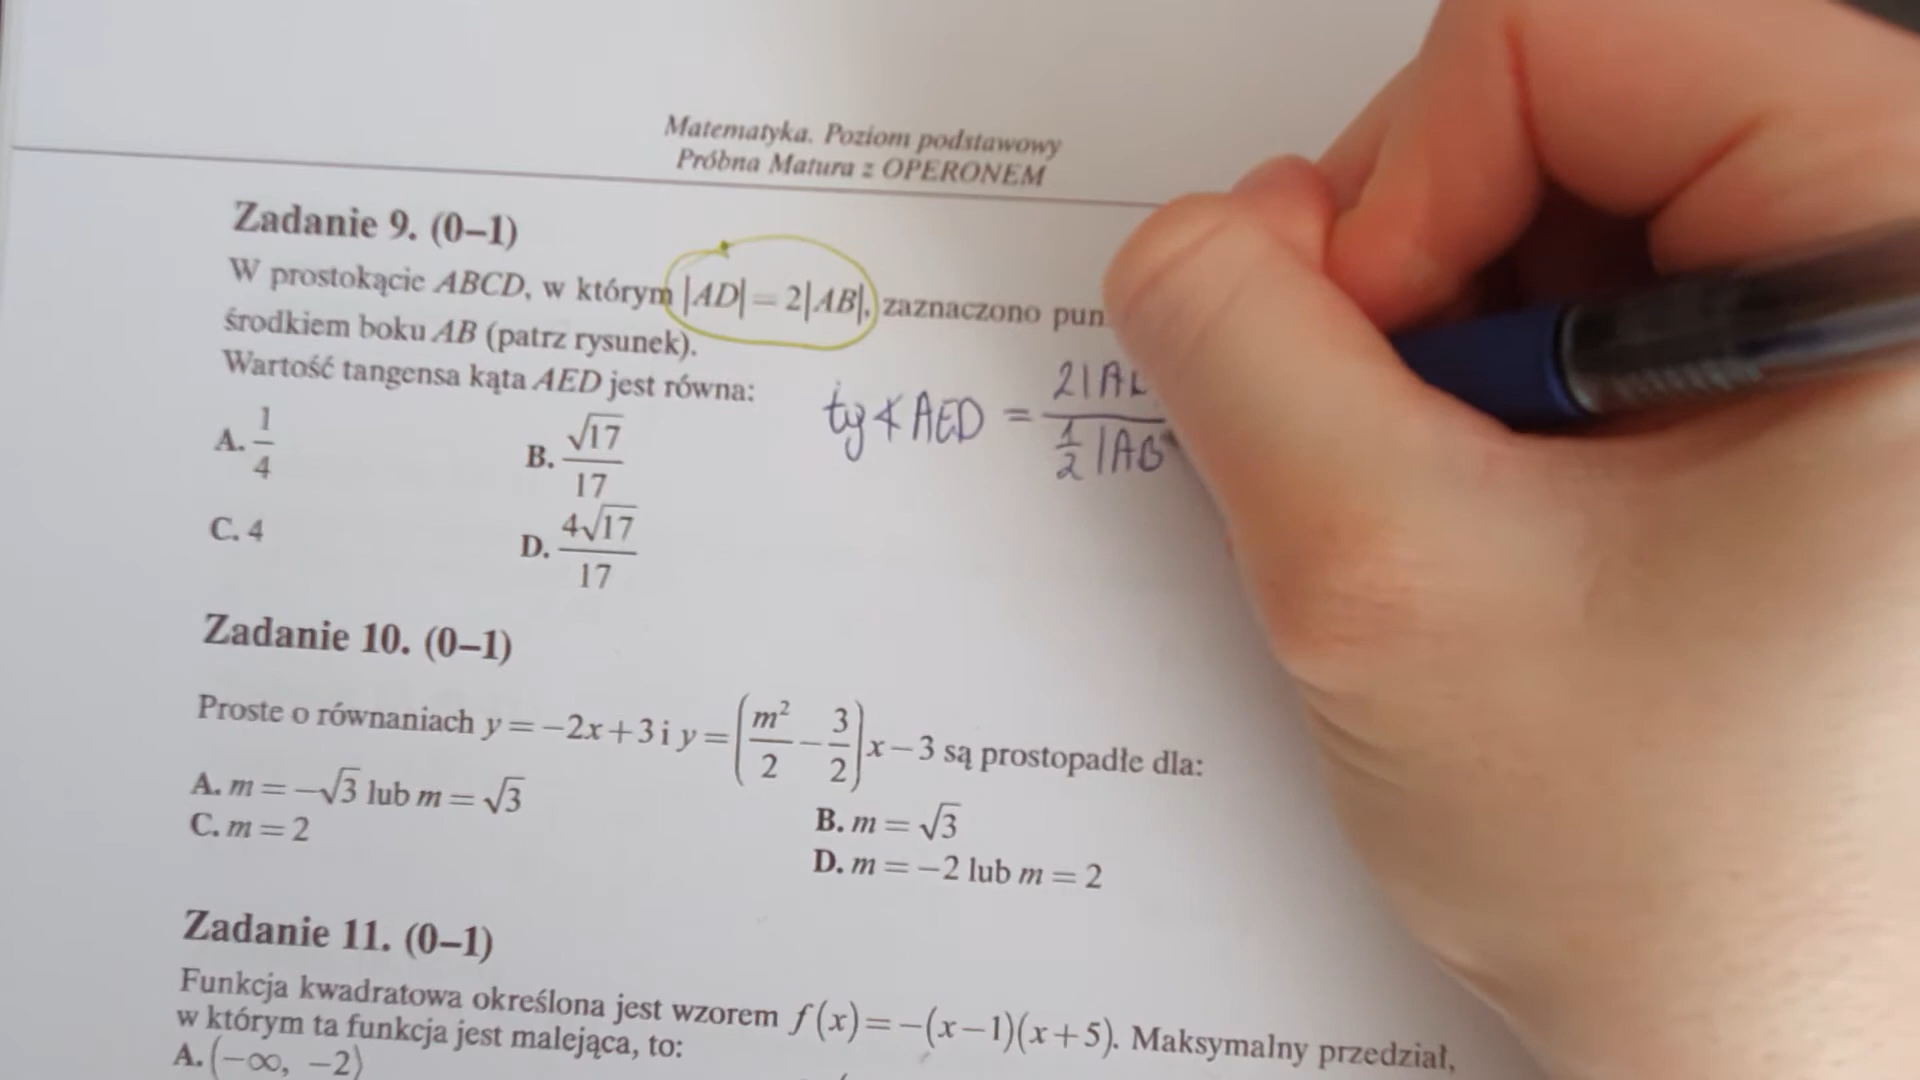 Matematyka. Poziom podstawowy
Próbna Matura z OPERONEM
Zadanie 9. (0–1)
W prostokącie ABCD, w którym |AD| = 2|AB|, zaznaczono
środkiem boku AB (patrz rysunek).
Wartość tangensa kąta AED jest równa:
tg∢AED = 2|A / 1/2 |AB
A. 1/4
B. √17/17
C. 4
D. 4√17/17
Zadanie 10. (0–1)
Proste o równaniach y = −2x + 3 i y = (m²/2 − 3/2)x − 3 są prostopadłe dla:
A. m = −√3 lub m = √3
B. m = √3
C. m = 2
D. m = −2 lub m = 2
Zadanie 11. (0–1)
Funkcja kwadratowa określona jest wzorem f(x) = −(x−1)(x+5). Maksymalny przedział,
w którym ta funkcja jest malejąca, to:
A. (−∞, −2)